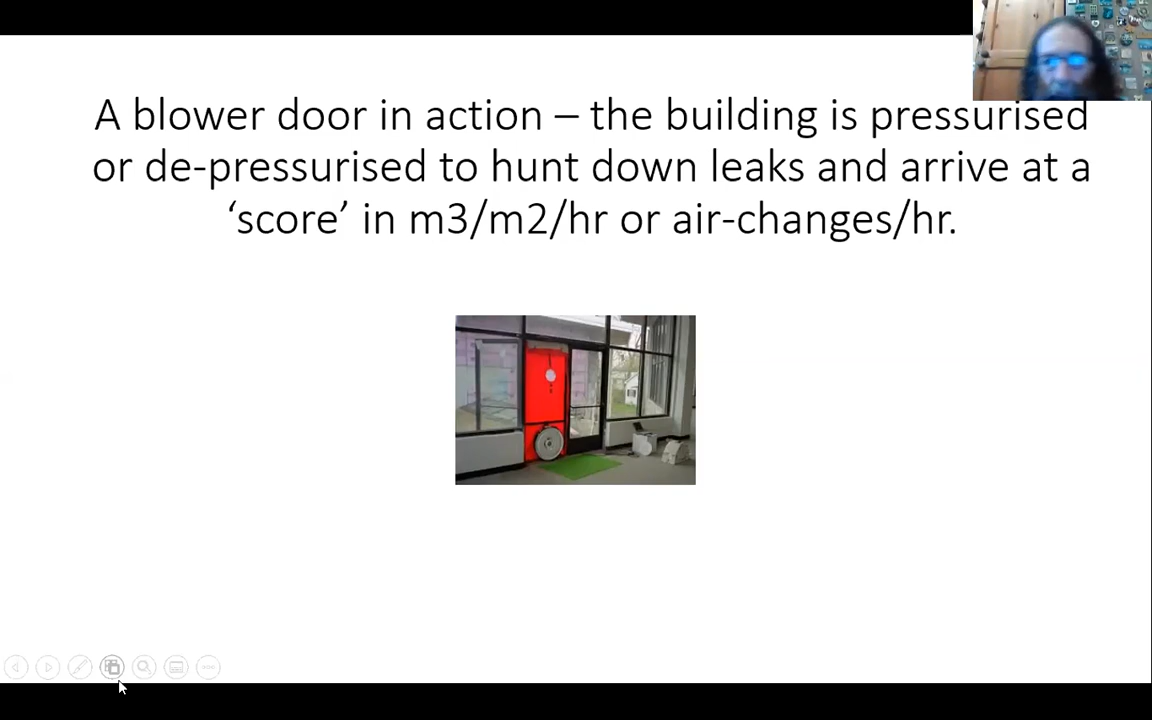 A blower door in action – the building is pressurised
or de-pressurised to hunt down leaks and arrive at a
‘score’ in m3/m2/hr or air-changes/hr.